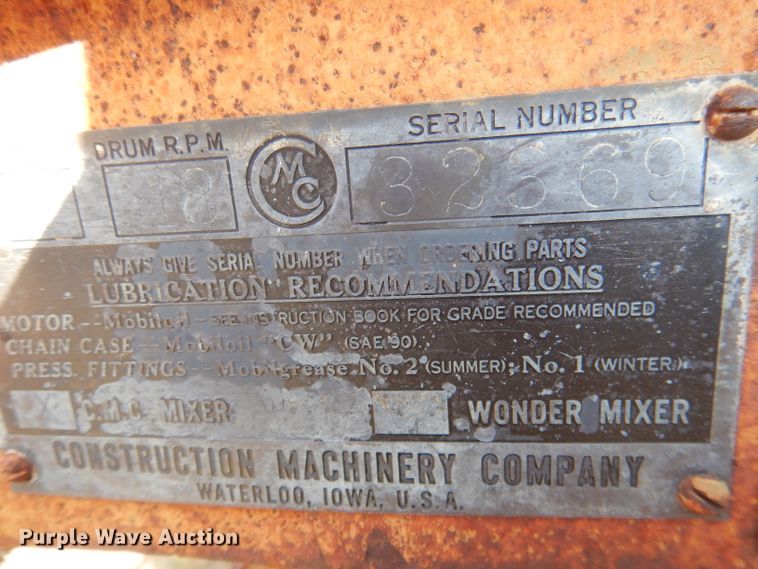 DRUM R.P.M.
CMC
SERIAL NUMBER
18
32669
ALWAYS GIVE SERIAL NUMBER WHEN ORDERING PARTS
LUBRICATION RECOMMENDATIONS
MOTOR -- Mobiloil - SEE INSTRUCTION BOOK FOR GRADE RECOMMENDED
CHAIN CASE -- Mobiloil "CW" (SAE 90)
PRESS. FITTINGS -- Mobilgrease No. 2 (SUMMER); No. 1 (WINTER)
C.M.C. MIXER
WONDER MIXER
CONSTRUCTION MACHINERY COMPANY
WATERLOO, IOWA, U.S.A.
Purple Wave Auction